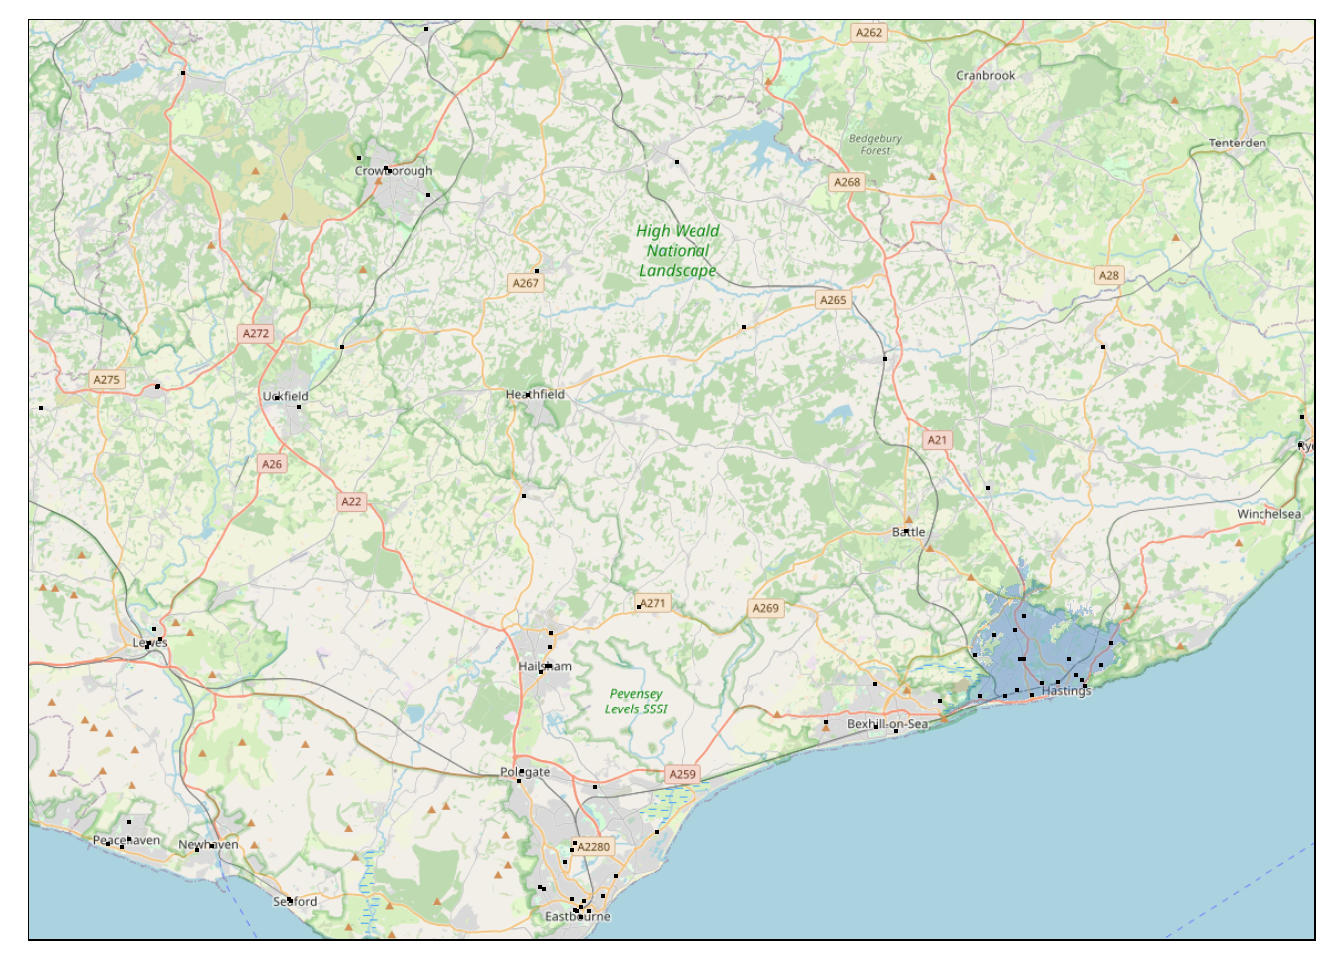 A262
Cranbrook
Bedgebury
Forest
Tenterden
Crowborough
A268
High Weald
National
Landscape
A267
A28
A265
A272
A275
Uckfield
Heathfield
A21
Rye
A26
A22
Winchelsea
Battle
A271
A269
Lewes
Hailsham
Pevensey
Levels SSSI
Hastings
Bexhill-on-Sea
Polegate
A259
Peacehaven
Newhaven
A2280
Seaford
Eastbourne